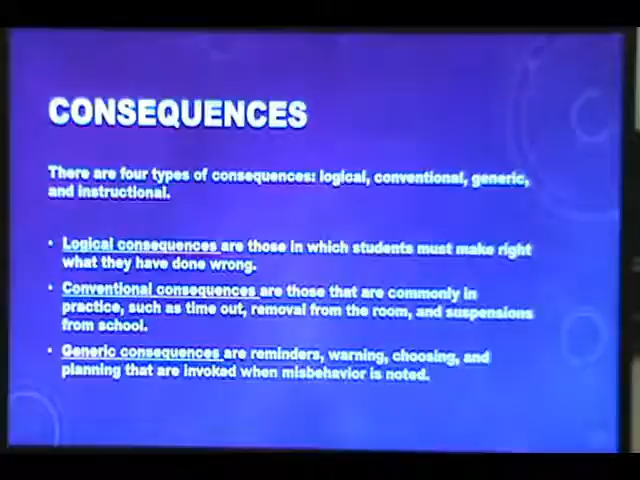 CONSEQUENCES
There are four types of consequences: logical, conventional, generic,
and instructional.
• Logical consequences are those in which students must make right
what they have done wrong.
• Conventional consequences are those that are commonly in
practice, such as time out, removal from the room, and suspensions
from school.
• Generic consequences are reminders, warning, choosing, and
planning that are invoked when misbehavior is noted.